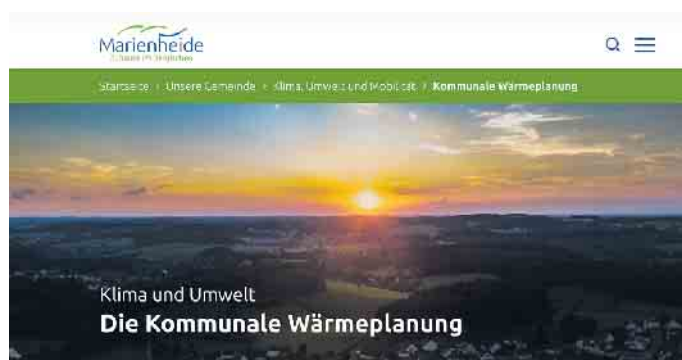 Marienheide
Startseite › Unsere Gemeinde › Klima, Umwelt und Mobilität › Kommunale Wärmeplanung
Klima und Umwelt
Die Kommunale Wärmeplanung